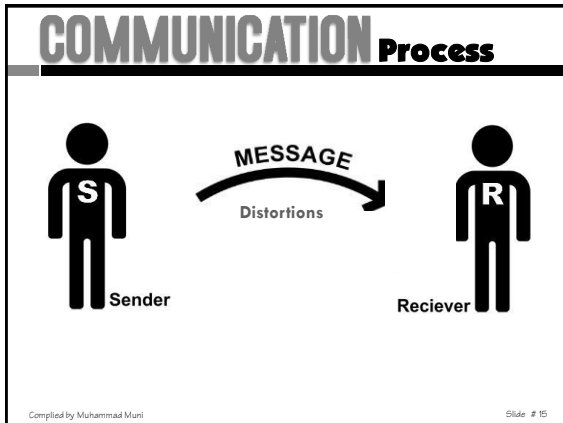 COMMUNICATION Process
MESSAGE
Distortions
S
R
Sender
Reciever
Complied by Muhammad Muni
Slide # 15